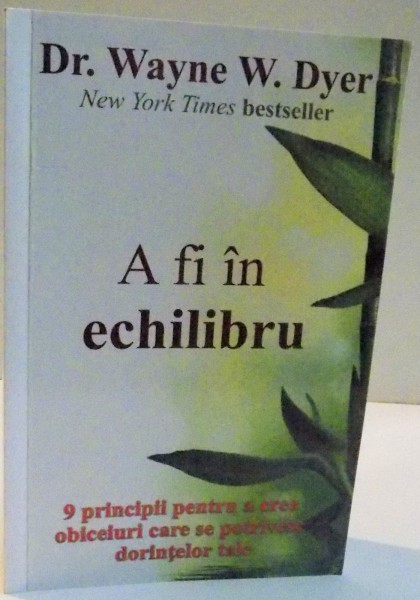 Dr. Wayne W. Dyer
New York Times bestseller
A fi în
echilibru
9 principii pentru a crea
obiceiuri care se potrivesc
dorințelor tale